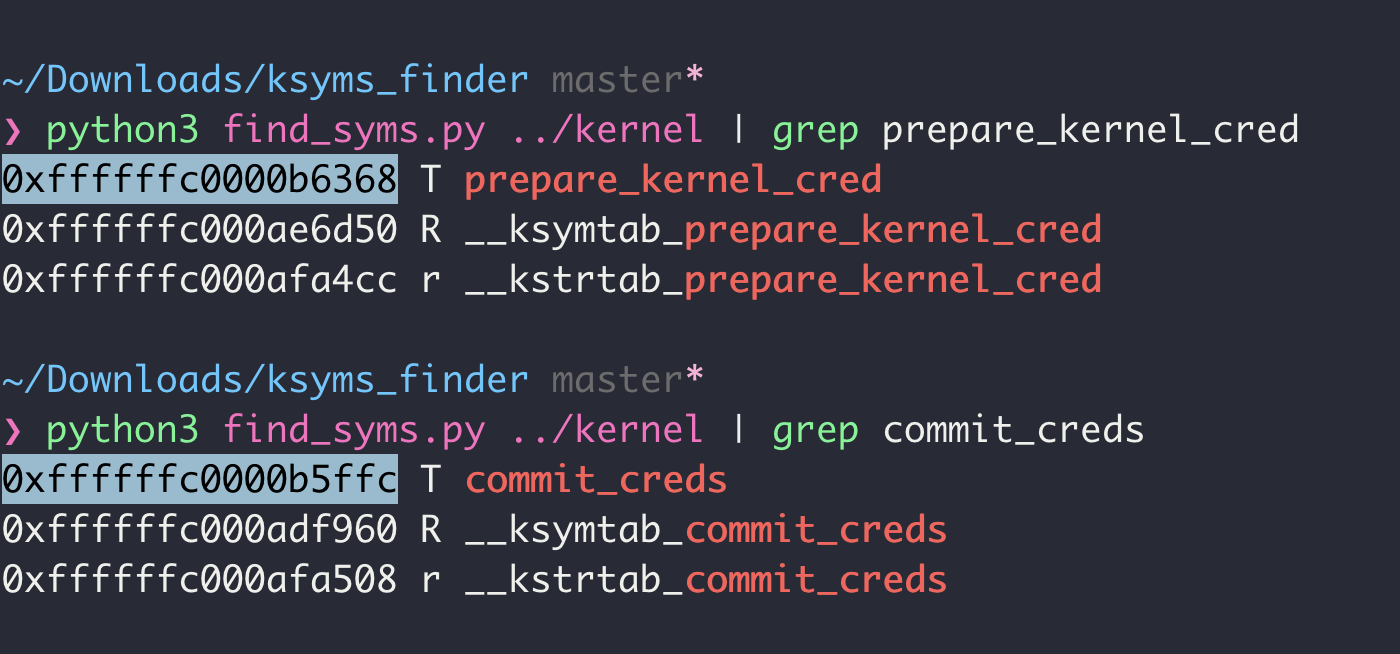 ~/Downloads/ksyms_finder master*
❯ python3 find_syms.py ../kernel | grep prepare_kernel_cred
0xffffffc0000b6368 T prepare_kernel_cred
0xffffffc000ae6d50 R __ksymtab_prepare_kernel_cred
0xffffffc000afa4cc r __kstrtab_prepare_kernel_cred
~/Downloads/ksyms_finder master*
❯ python3 find_syms.py ../kernel | grep commit_creds
0xffffffc0000b5ffc T commit_creds
0xffffffc000adf960 R __ksymtab_commit_creds
0xffffffc000afa508 r __kstrtab_commit_creds